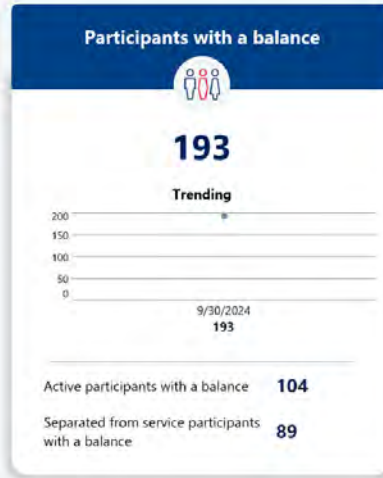 Participants with a balance
193
Trending
200
150
100
50
0
9/30/2024
193
Active participants with a balance 104
Separated from service participants
with a balance 89